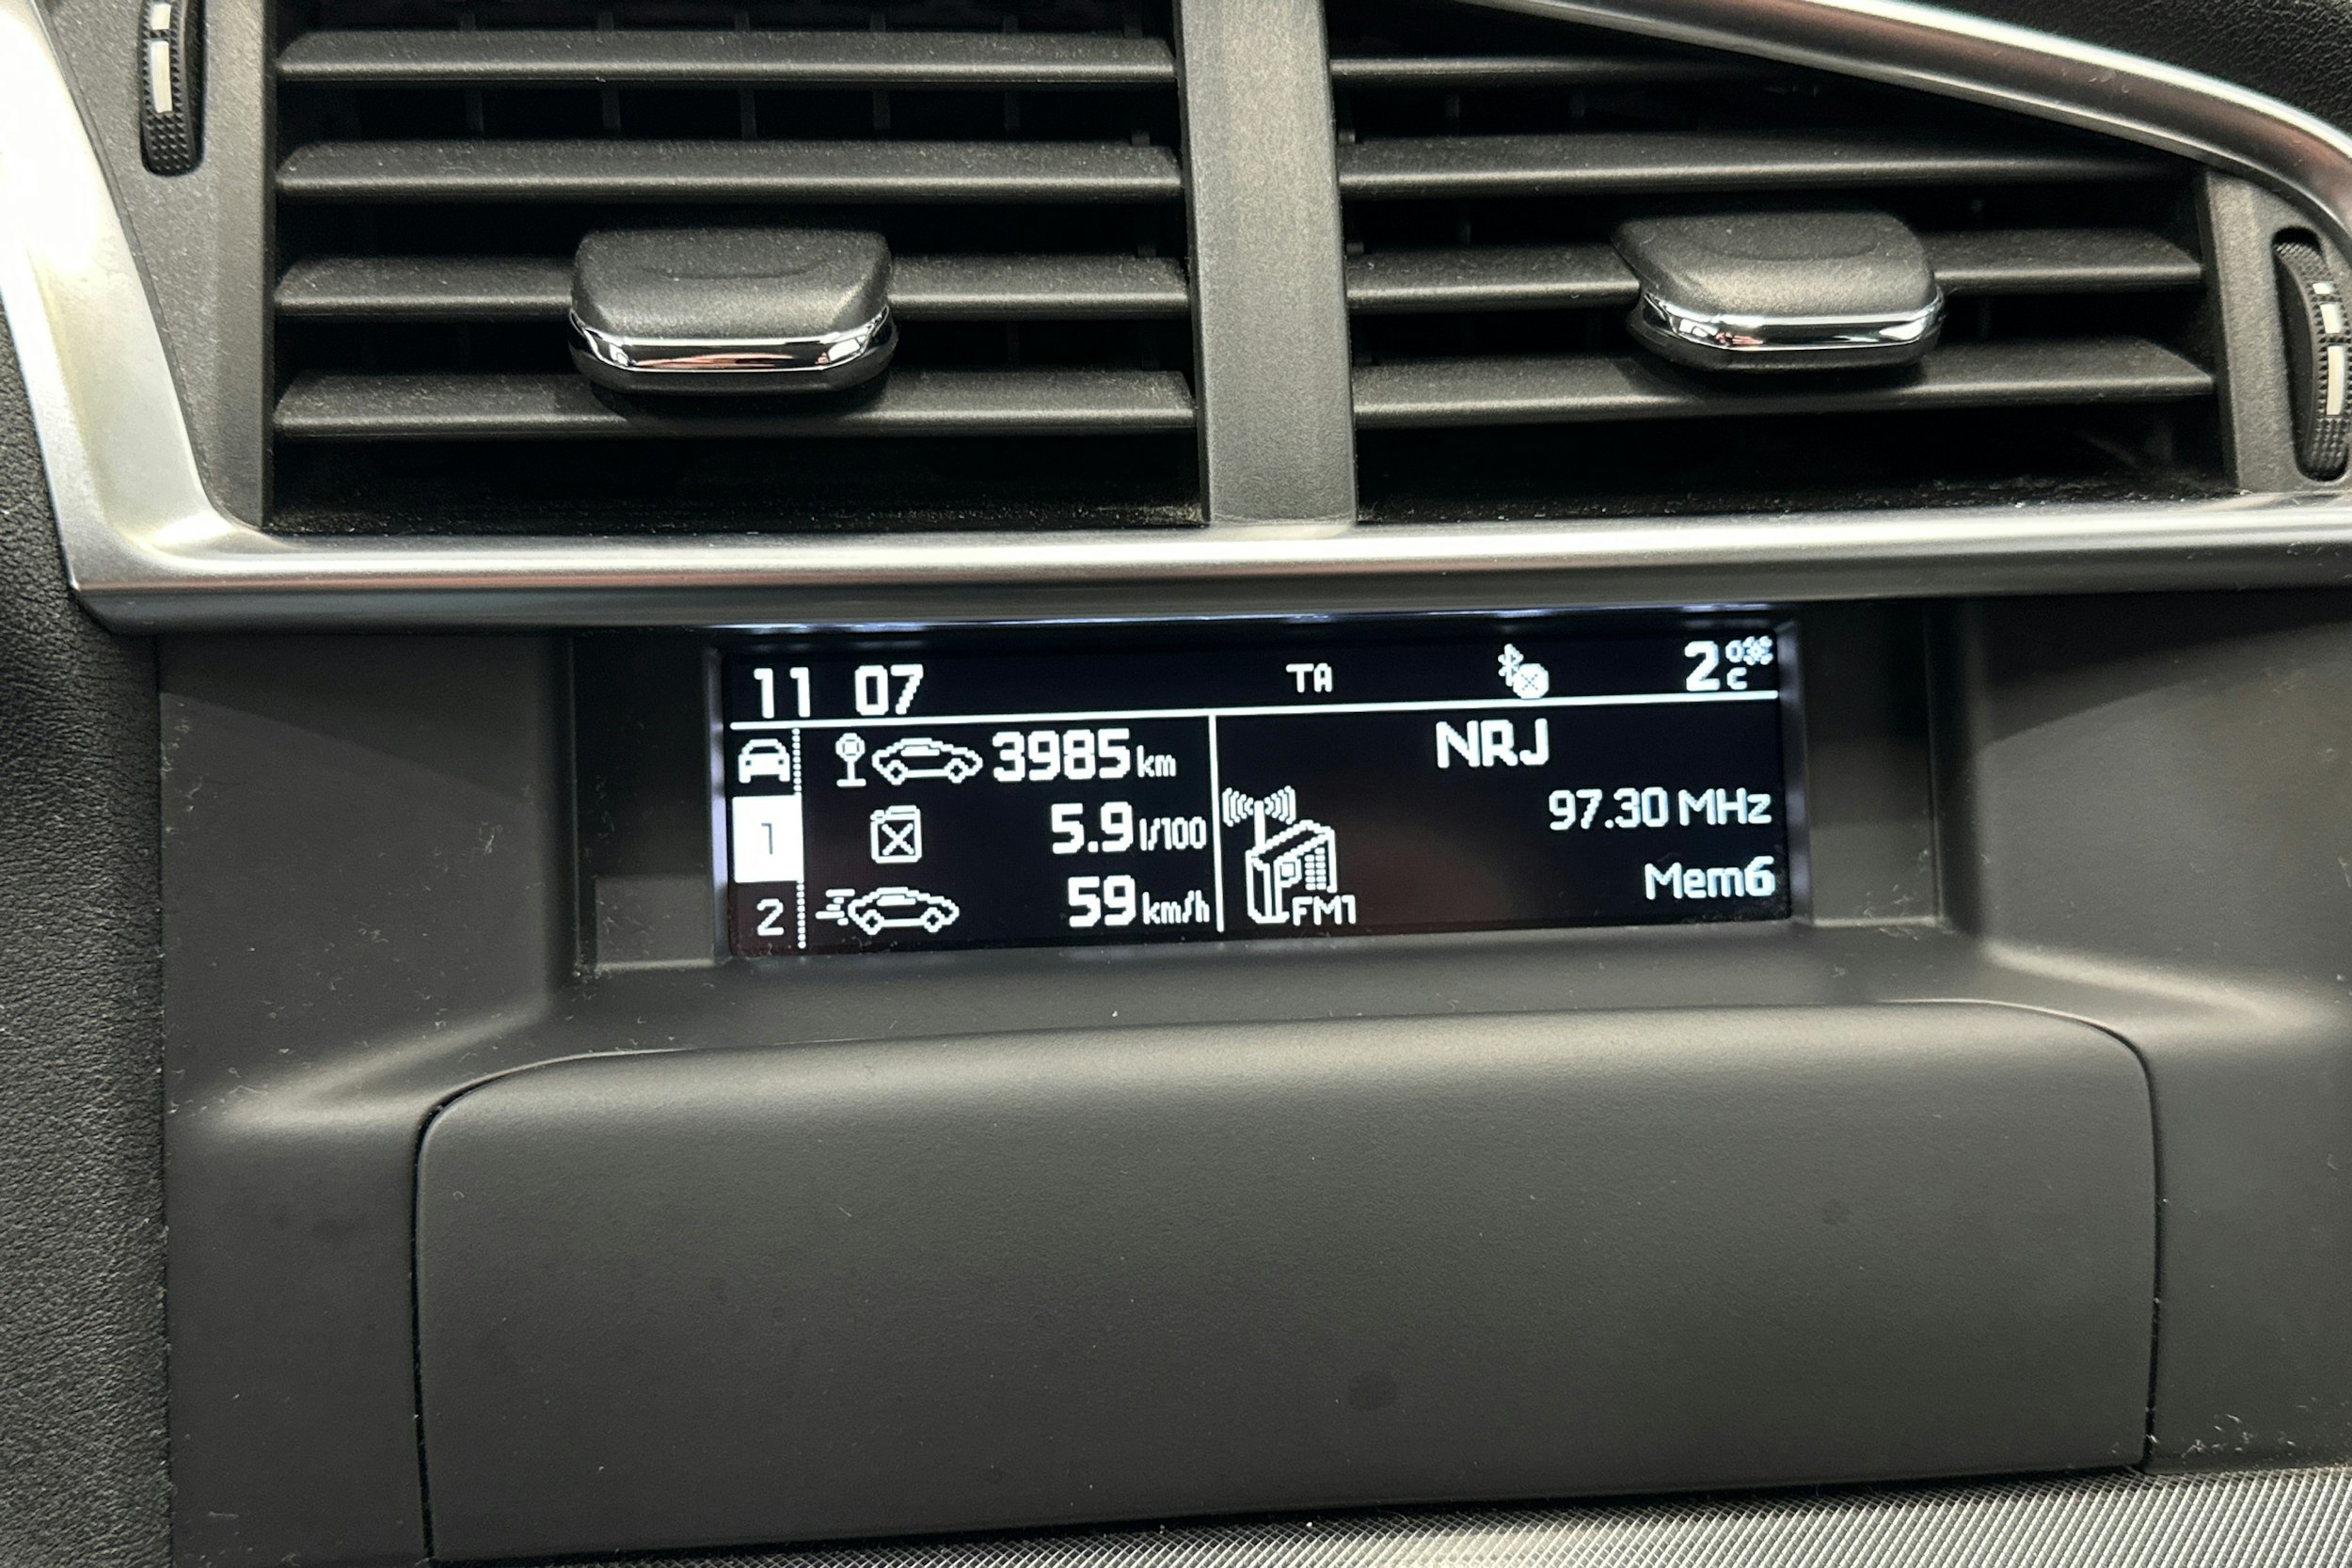 11 07 TA 2°C
3985 km
1 5.9 l/100
2 59 km/h
NRJ
97.30 MHz
Mem6
FM1